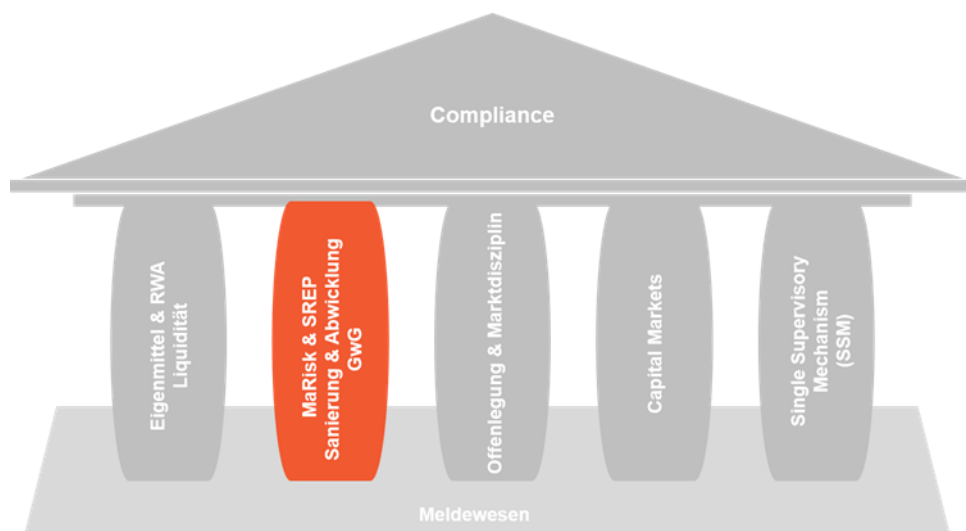 Compliance
Eigenmittel & RWA
Liquidität
MaRisk & SREP
Sanierung & Abwicklung
GwG
Offenlegung & Marktdisziplin
Capital Markets
Single Supervisory
Mechanism
(SSM)
Meldewesen